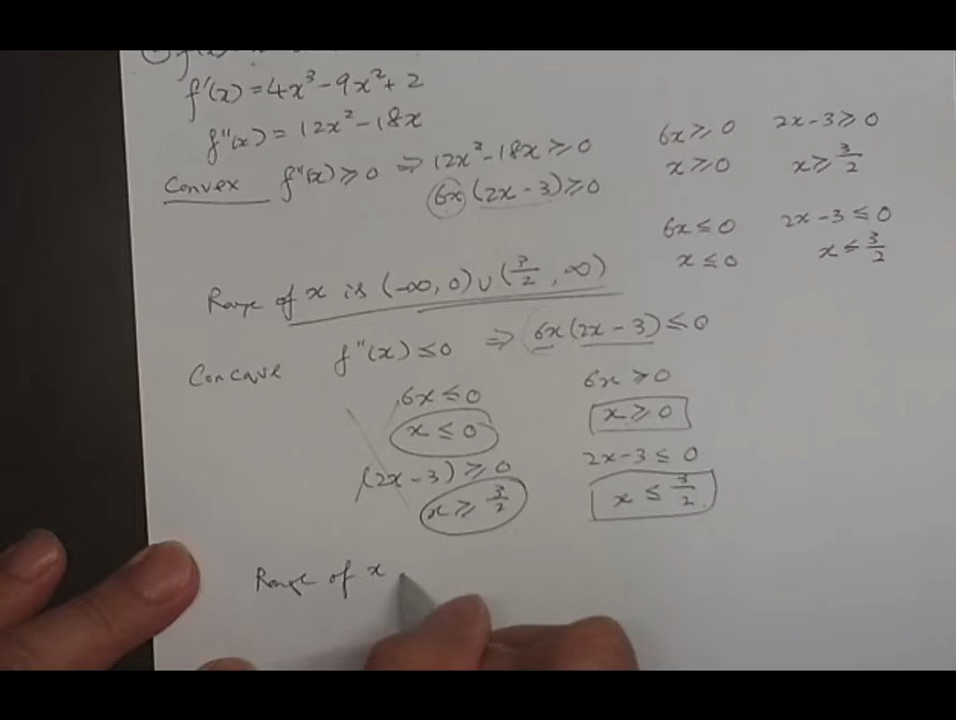 f'(x) = 4x³ - 9x² + 2
f''(x) = 12x² - 18x
Convex f''(x) ≥ 0 ⇒ 12x² - 18x ≥ 0
6x (2x - 3) ≥ 0
6x ≥ 0 2x - 3 ≥ 0
x ≥ 0 x ≥ 3/2
6x ≤ 0 2x - 3 ≤ 0
x ≤ 0 x ≤ 3/2
Range of x is (-∞, 0) ∪ (3/2, ∞)
Concave f''(x) ≤ 0 ⇒ 6x (2x - 3) ≤ 0
6x ≤ 0 6x ≥ 0
x ≤ 0 x ≥ 0
(2x - 3) ≥ 0 2x - 3 ≤ 0
x ≥ 3/2 x ≤ 3/2
Range of x